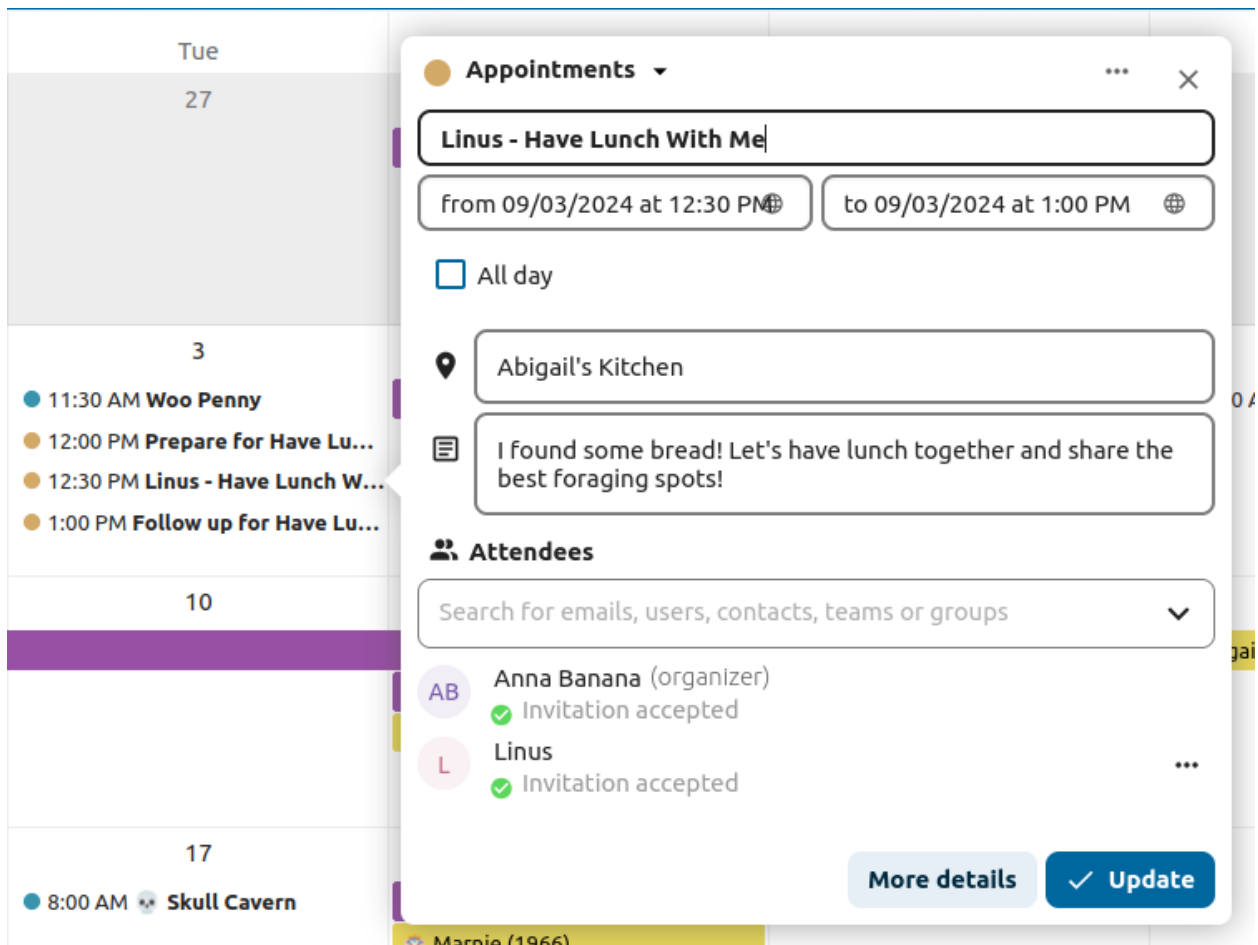 Tue
27
3
11:30 AM Woo Penny
12:00 PM Prepare for Have Lu...
12:30 PM Linus - Have Lunch W...
1:00 PM Follow up for Have Lu...
10
17
8:00 AM 💀 Skull Cavern
Appointments
Linus - Have Lunch With Me
from 09/03/2024 at 12:30 PM
to 09/03/2024 at 1:00 PM
All day
Abigail's Kitchen
I found some bread! Let's have lunch together and share the
best foraging spots!
Attendees
Search for emails, users, contacts, teams or groups
AB
Anna Banana (organizer)
Invitation accepted
L
Linus
Invitation accepted
More details
Update
Marnie (1966)